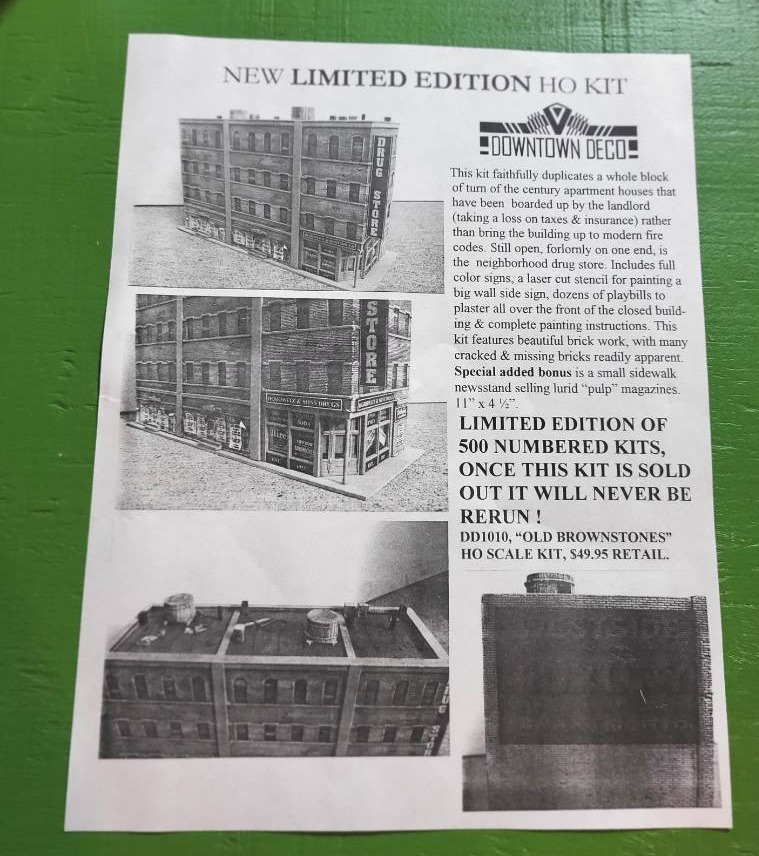 NEW LIMITED EDITION HO KIT
DOWNTOWN DECO
This kit faithfully duplicates a whole block
of turn of the century apartment houses that
have been boarded up by the landlord
(taking a loss on taxes & insurance) rather
than bring the building up to modern fire
codes. Still open, forlornly on one end, is
the neighborhood drug store. Includes full
color signs, a laser cut stencil for painting a
big wall side sign, dozens of playbills to
plaster all over the front of the closed build-
ing & complete painting instructions. This
kit features beautiful brick work, with many
cracked & missing bricks readily apparent.
Special added bonus is a small sidewalk
newsstand selling lurid "pulp" magazines.
11" x 4 ½".
LIMITED EDITION OF
500 NUMBERED KITS,
ONCE THIS KIT IS SOLD
OUT IT WILL NEVER BE
RERUN !
DD1010, "OLD BROWNSTONES"
HO SCALE KIT, $49.95 RETAIL.
DRUG STORE
STORE
DRUGS